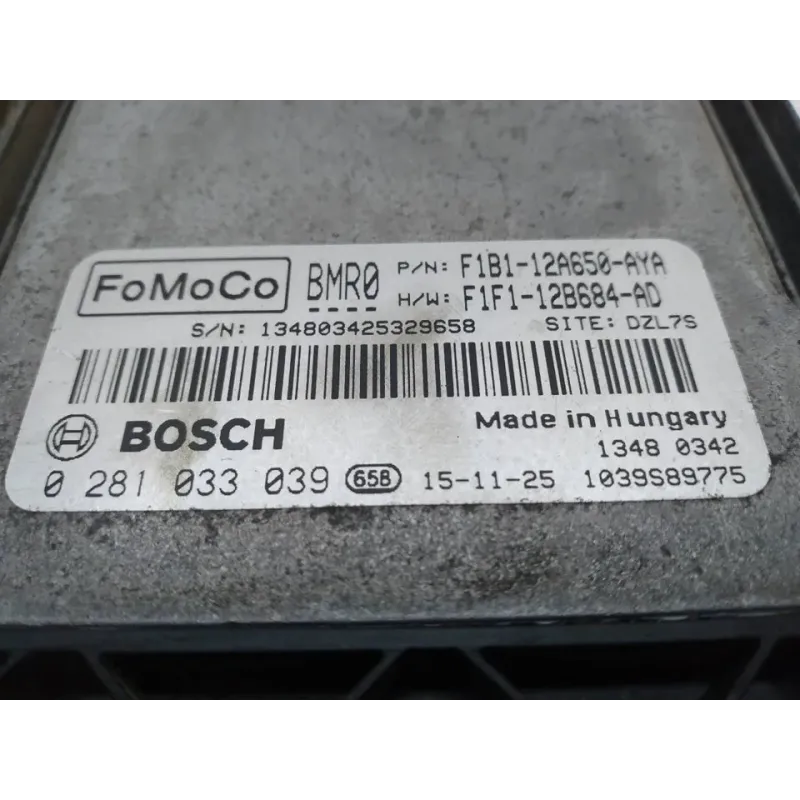 FoMoCo BMR0 P/N: F1B1-12A650-AYA
H/W: F1F1-12B684-AD
S/N: 134803425329658 SITE: DZL7S
BOSCH Made in Hungary
1348 0342
0 281 033 039 65B 15-11-25 1039S89775